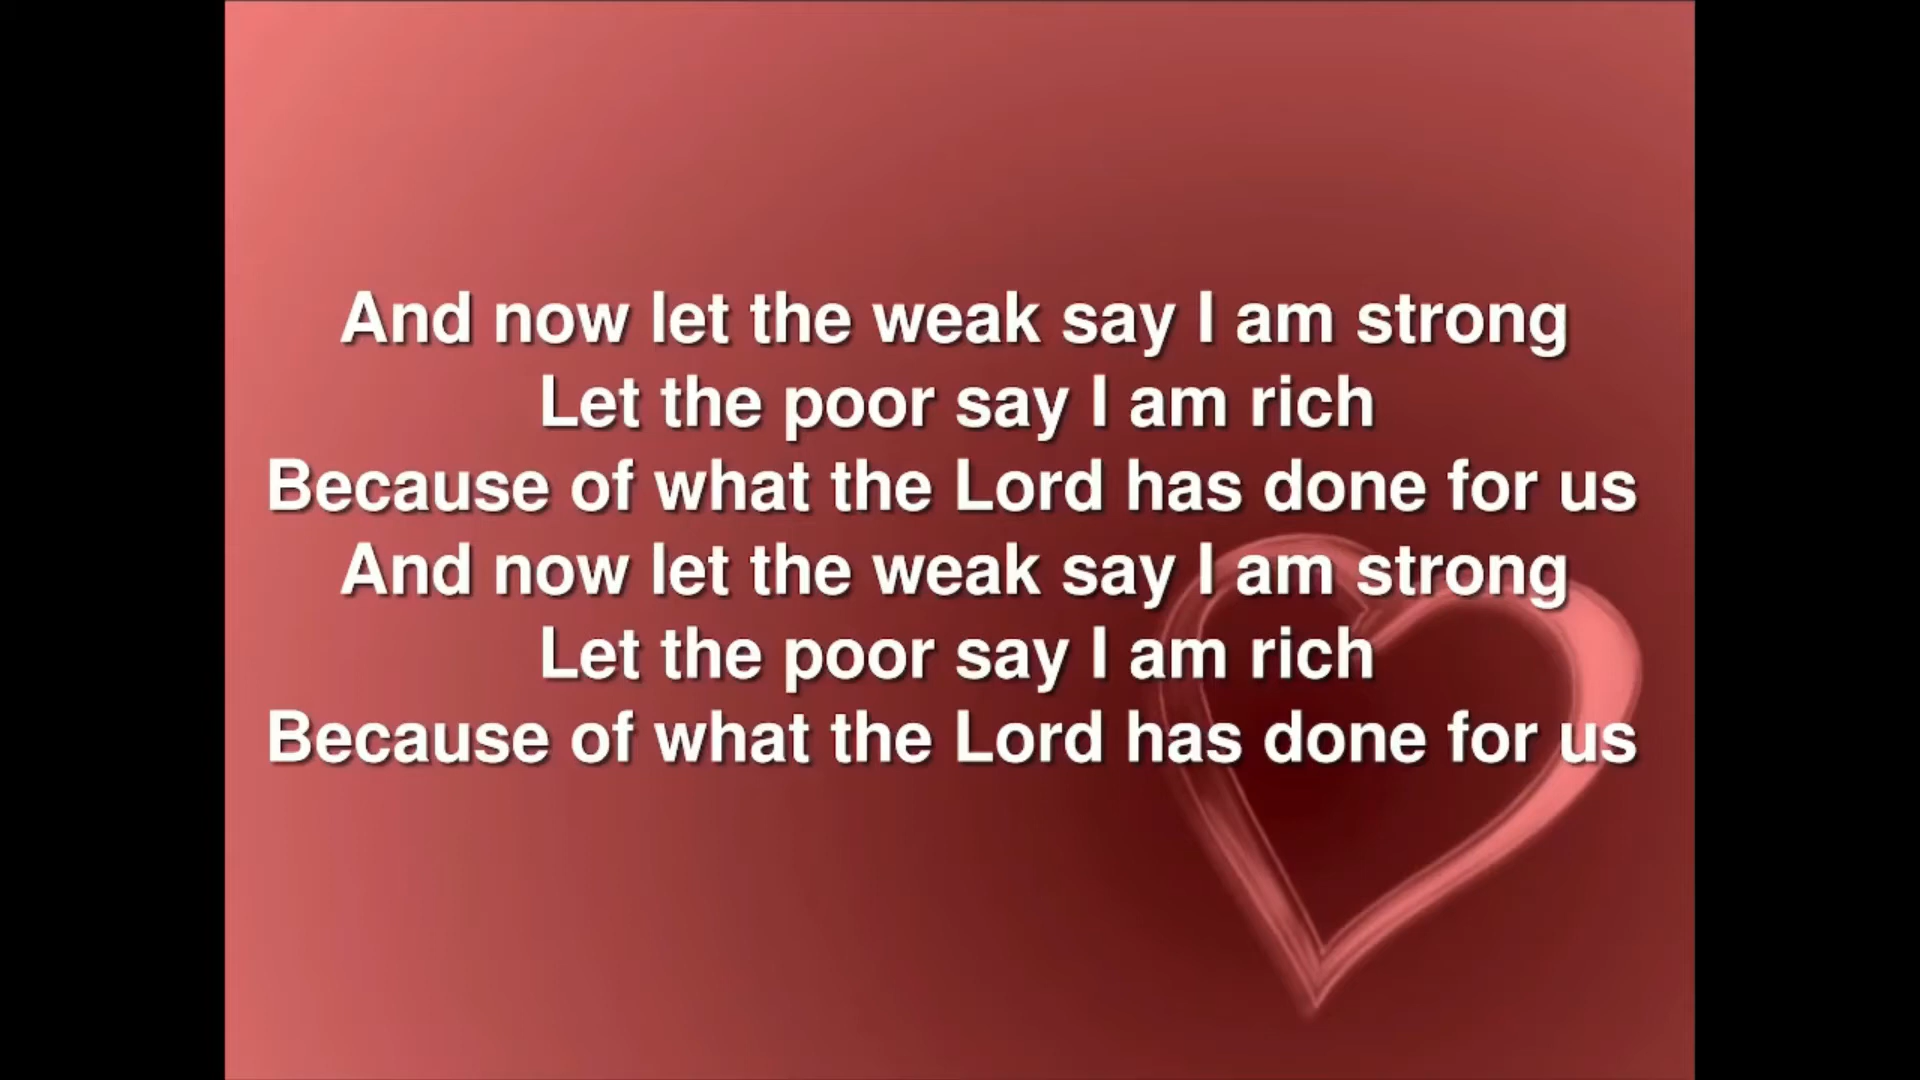 And now let the weak say I am strong
Let the poor say I am rich
Because of what the Lord has done for us
And now let the weak say I am strong
Let the poor say I am rich
Because of what the Lord has done for us